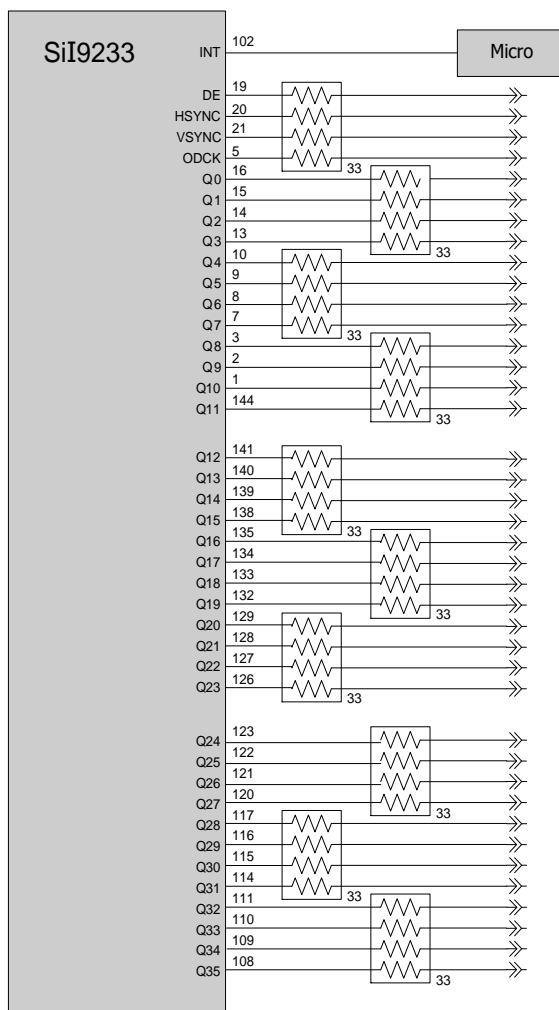 SiI9233
INT 102 Micro
DE 19
HSYNC 20
VSYNC 21
ODCK 5
33
Q0 16
Q1 15
Q2 14
Q3 13
33
Q4 10
Q5 9
Q6 8
Q7 7
33
Q8 3
Q9 2
Q10 1
Q11 144
33
Q12 141
Q13 140
Q14 139
Q15 138
33
Q16 135
Q17 134
Q18 133
Q19 132
33
Q20 129
Q21 128
Q22 127
Q23 126
33
Q24 123
Q25 122
Q26 121
Q27 120
33
Q28 117
Q29 116
Q30 115
Q31 114
33
Q32 111
Q33 110
Q34 109
Q35 108
33